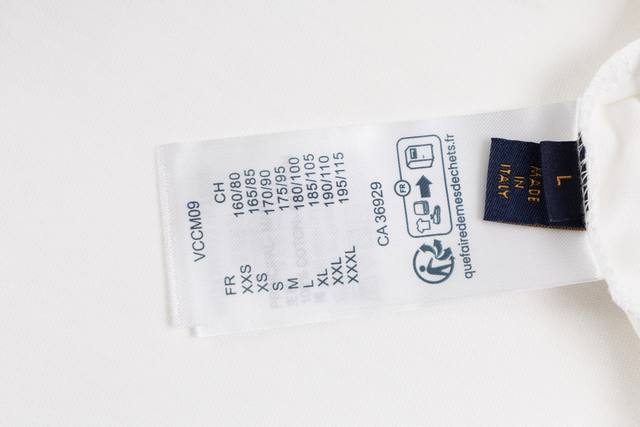 VCCM09
FR CH
XXS 160/80
XS 165/85
S 170/90
M 175/95
L 180/100
XL 185/105
XXL 190/110
XXXL 195/115
CA 36929
FR
quefairedemesdechets.fr
MADE
IN
ITALY
L